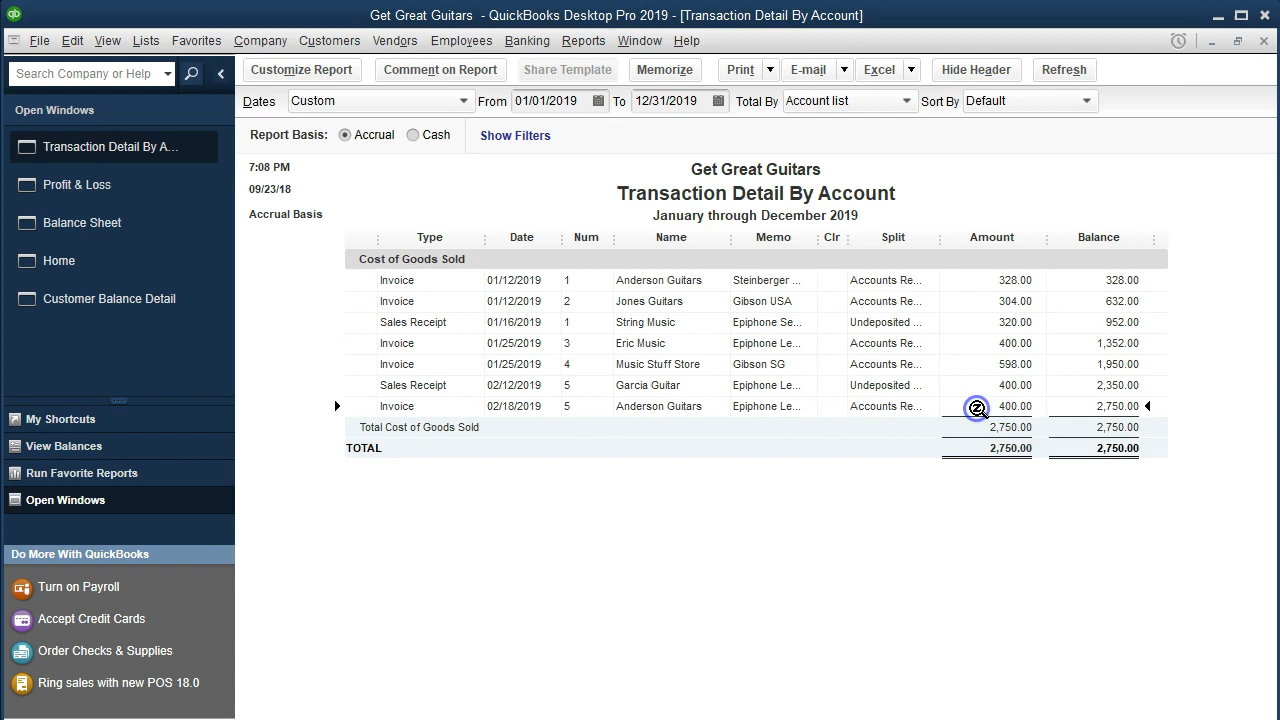 Get Great Guitars - QuickBooks Desktop Pro 2019 - [Transaction Detail By Account]
File Edit View Lists Favorites Company Customers Vendors Employees Banking Reports Window Help
Search Company or Help
Customize Report Comment on Report Share Template Memorize Print E-mail Excel Hide Header Refresh
Open Windows
Dates Custom From 01/01/2019 To 12/31/2019 Total By Account list Sort By Default
Transaction Detail By A...
Profit & Loss
Balance Sheet
Home
Customer Balance Detail
Report Basis: Accrual Cash Show Filters
7:08 PM
09/23/18
Accrual Basis
Get Great Guitars
Transaction Detail By Account
January through December 2019
Type Date Num Name Memo Clr Split Amount Balance
Cost of Goods Sold
Invoice 01/12/2019 1 Anderson Guitars Steinberger ... Accounts Re... 328.00 328.00
Invoice 01/12/2019 2 Jones Guitars Gibson USA Accounts Re... 304.00 632.00
Sales Receipt 01/16/2019 1 String Music Epiphone Se... Undeposited ... 320.00 952.00
Invoice 01/25/2019 3 Eric Music Epiphone Le... Accounts Re... 400.00 1,352.00
Invoice 01/25/2019 4 Music Stuff Store Gibson SG Accounts Re... 598.00 1,950.00
Sales Receipt 02/12/2019 5 Garcia Guitar Epiphone Le... Undeposited ... 400.00 2,350.00
Invoice 02/18/2019 5 Anderson Guitars Epiphone Le... Accounts Re... 400.00 2,750.00
Total Cost of Goods Sold 2,750.00 2,750.00
TOTAL 2,750.00 2,750.00
My Shortcuts
View Balances
Run Favorite Reports
Open Windows
Do More With QuickBooks
Turn on Payroll
Accept Credit Cards
Order Checks & Supplies
Ring sales with new POS 18.0